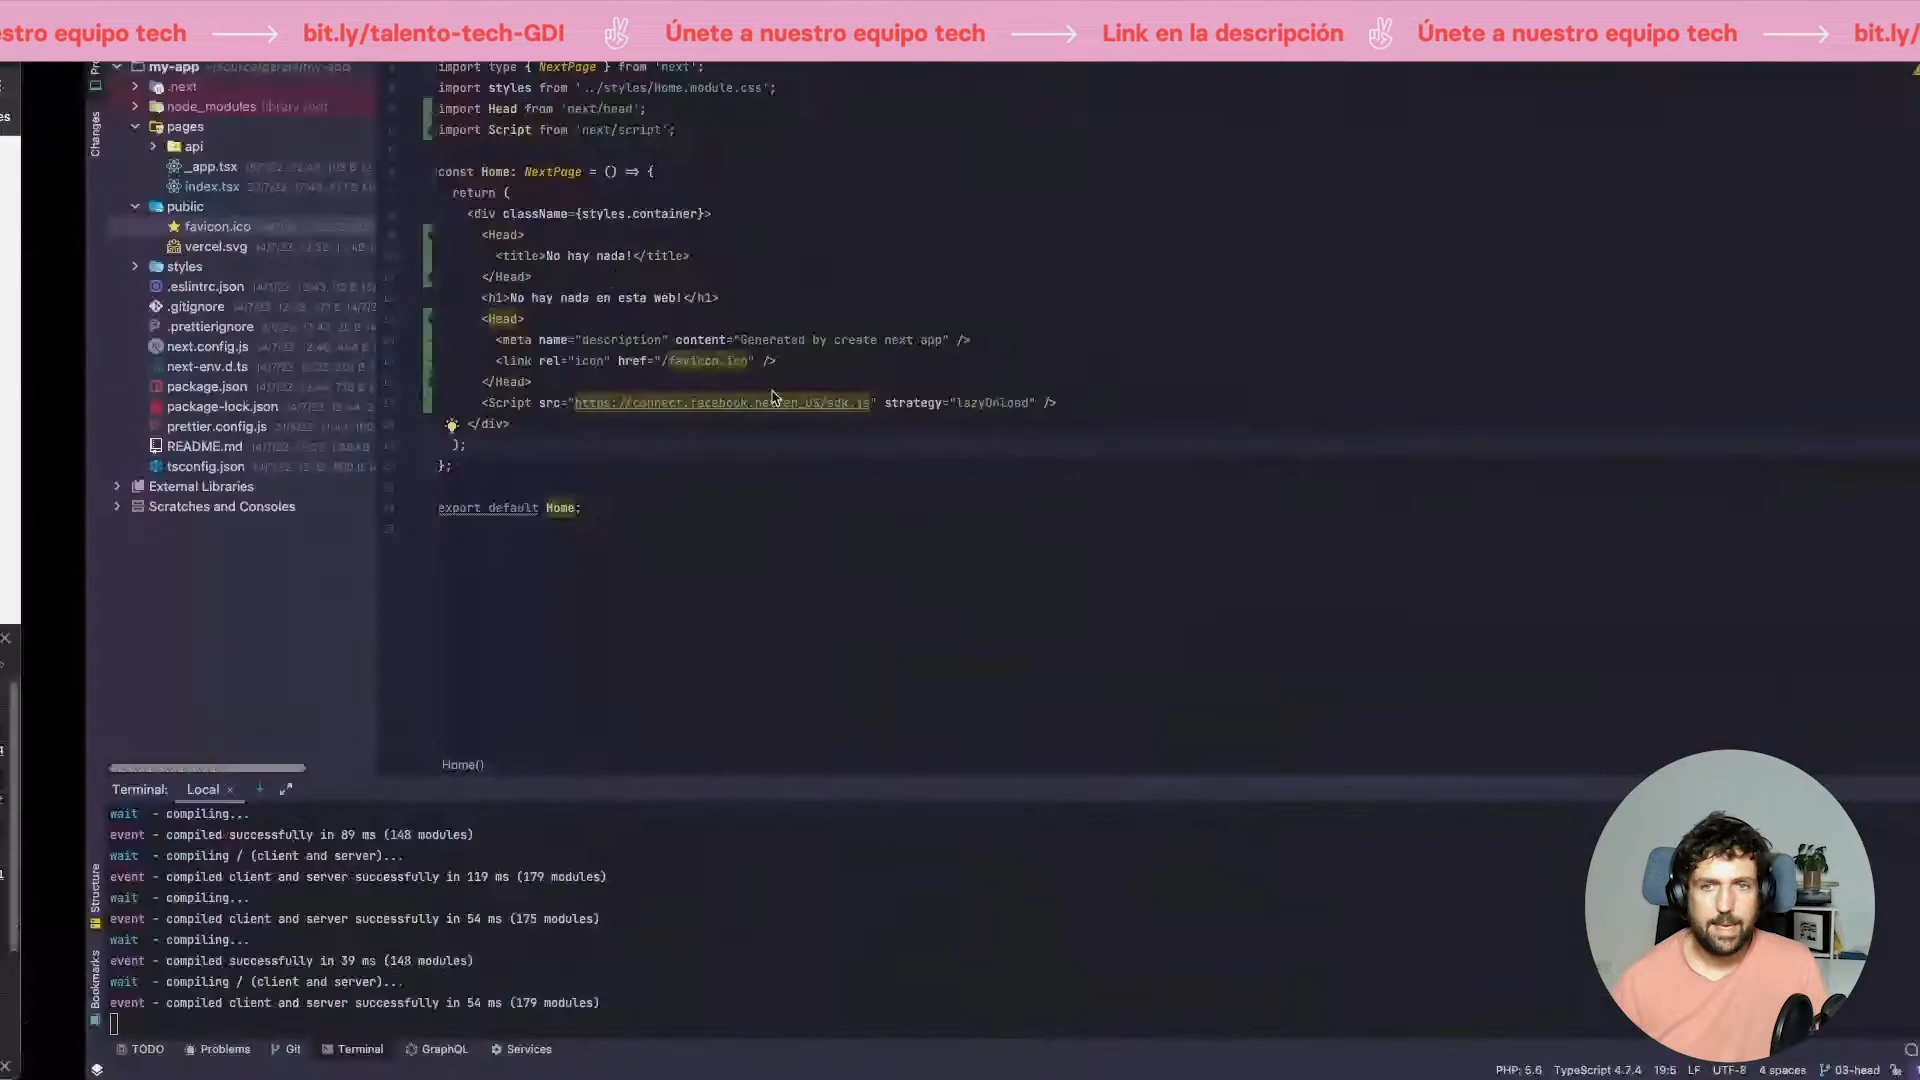 stro equipo tech → bit.ly/talento-tech-GDI Únete a nuestro equipo tech → Link en la descripción Únete a nuestro equipo tech → bit.ly/
my-app
.next
node_modules library root
pages
api
_app.tsx
index.tsx
public
favicon.ico
vercel.svg
styles
.eslintrc.json
.gitignore
.prettierignore
next.config.js
next-env.d.ts
package.json
package-lock.json
prettier.config.js
README.md
tsconfig.json
External Libraries
Scratches and Consoles
Changes
Structure
Bookmarks
import type { NextPage } from 'next';
import styles from '../styles/Home.module.css';
import Head from 'next/head';
import Script from 'next/script';
const Home: NextPage = () => {
return (
<div className={styles.container}>
<Head>
<title>No hay nada!</title>
</Head>
<h1>No hay nada en esta web!</h1>
<Head>
<meta name="description" content="Generated by create next app" />
<link rel="icon" href="/favicon.ico" />
</Head>
<Script src="https://connect.facebook.net/en_US/sdk.js" strategy="lazyOnload" />
</div>
);
};
export default Home;
Home()
Terminal: Local ×
wait - compiling...
event - compiled successfully in 89 ms (148 modules)
wait - compiling / (client and server)...
event - compiled client and server successfully in 119 ms (179 modules)
wait - compiling...
event - compiled client and server successfully in 54 ms (175 modules)
wait - compiling...
event - compiled successfully in 39 ms (148 modules)
wait - compiling / (client and server)...
event - compiled client and server successfully in 54 ms (179 modules)
TODO Problems Git Terminal GraphQL Services
PHP: 5.6 TypeScript 4.7.4 19:5 LF UTF-8 4 spaces 03-head